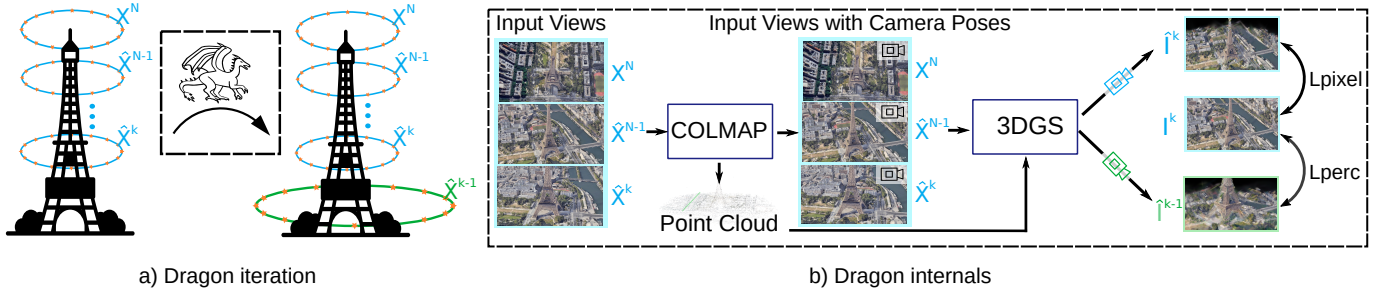 X^N
X̂^N-1
X̂^k
a) Dragon iteration
X^N
X̂^N-1
X̂^k
X̂^k-1
Input Views
X^N
X̂^N-1
X̂^k
COLMAP
Point Cloud
Input Views with Camera Poses
X^N
X̂^N-1
X̂^k
3DGS
Î^k
I^k
Î^k-1
Lpixel
Lperc
b) Dragon internals